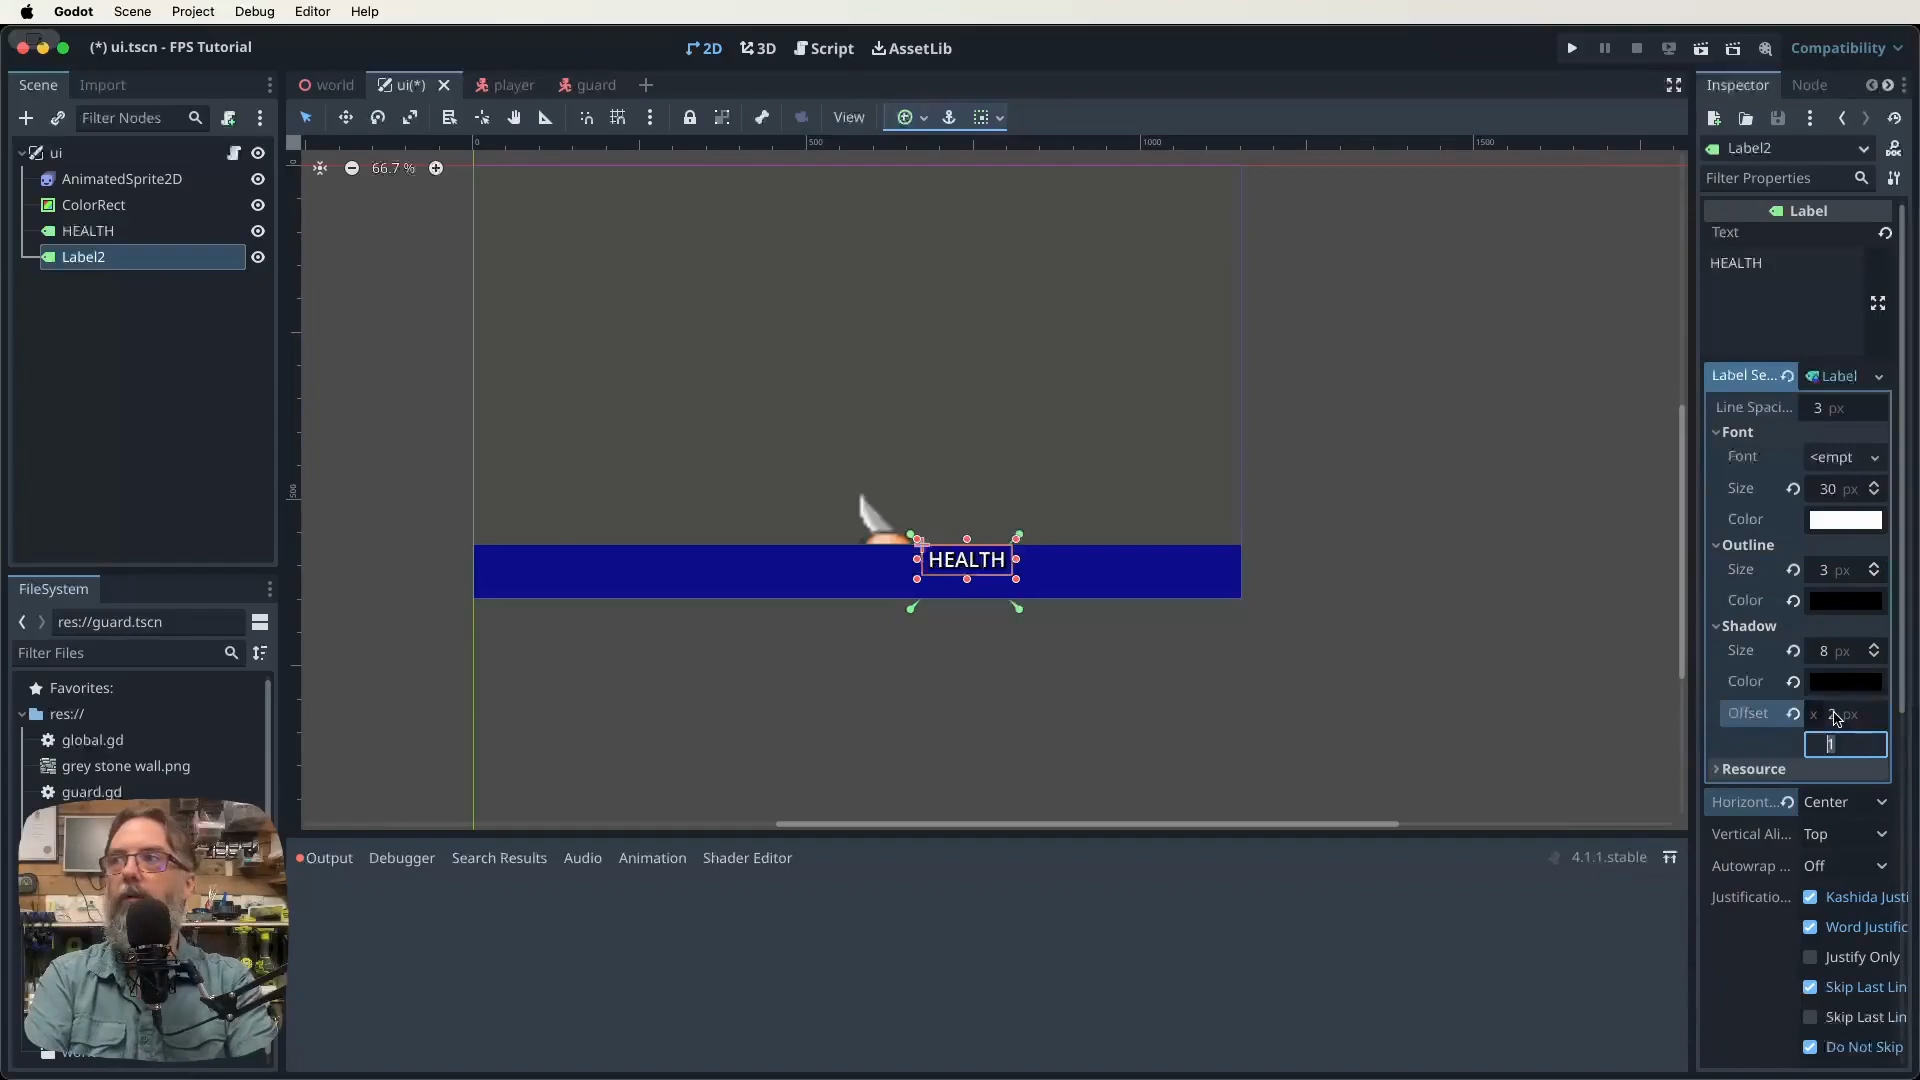 Godot Scene Project Debug Editor Help
(*) ui.tscn - FPS Tutorial
2D 3D Script AssetLib
Compatibility
Scene Import
world ui(*) player guard
Inspector Node
Filter Nodes
View
ui
AnimatedSprite2D
ColorRect
HEALTH
Label2
0 500 1000 1500
66.7 %
500
HEALTH
Label2
Filter Properties
Label
Text
HEALTH
Label Se... Label
Line Spaci... 3 px
Font
Font <empt
Size 30 px
Color
Outline
Size 3 px
Color
Shadow
Size 8 px
Color
Offset x 2 px
1
Resource
Horizont... Center
Vertical Ali... Top
Autowrap ... Off
Justificatio... Kashida Justi
Word Justific
Justify Only
Skip Last Lin
Skip Last Lin
Do Not Skip
FileSystem
res://guard.tscn
Filter Files
Favorites:
res://
global.gd
grey stone wall.png
guard.gd
Output Debugger Search Results Audio Animation Shader Editor
4.1.1.stable